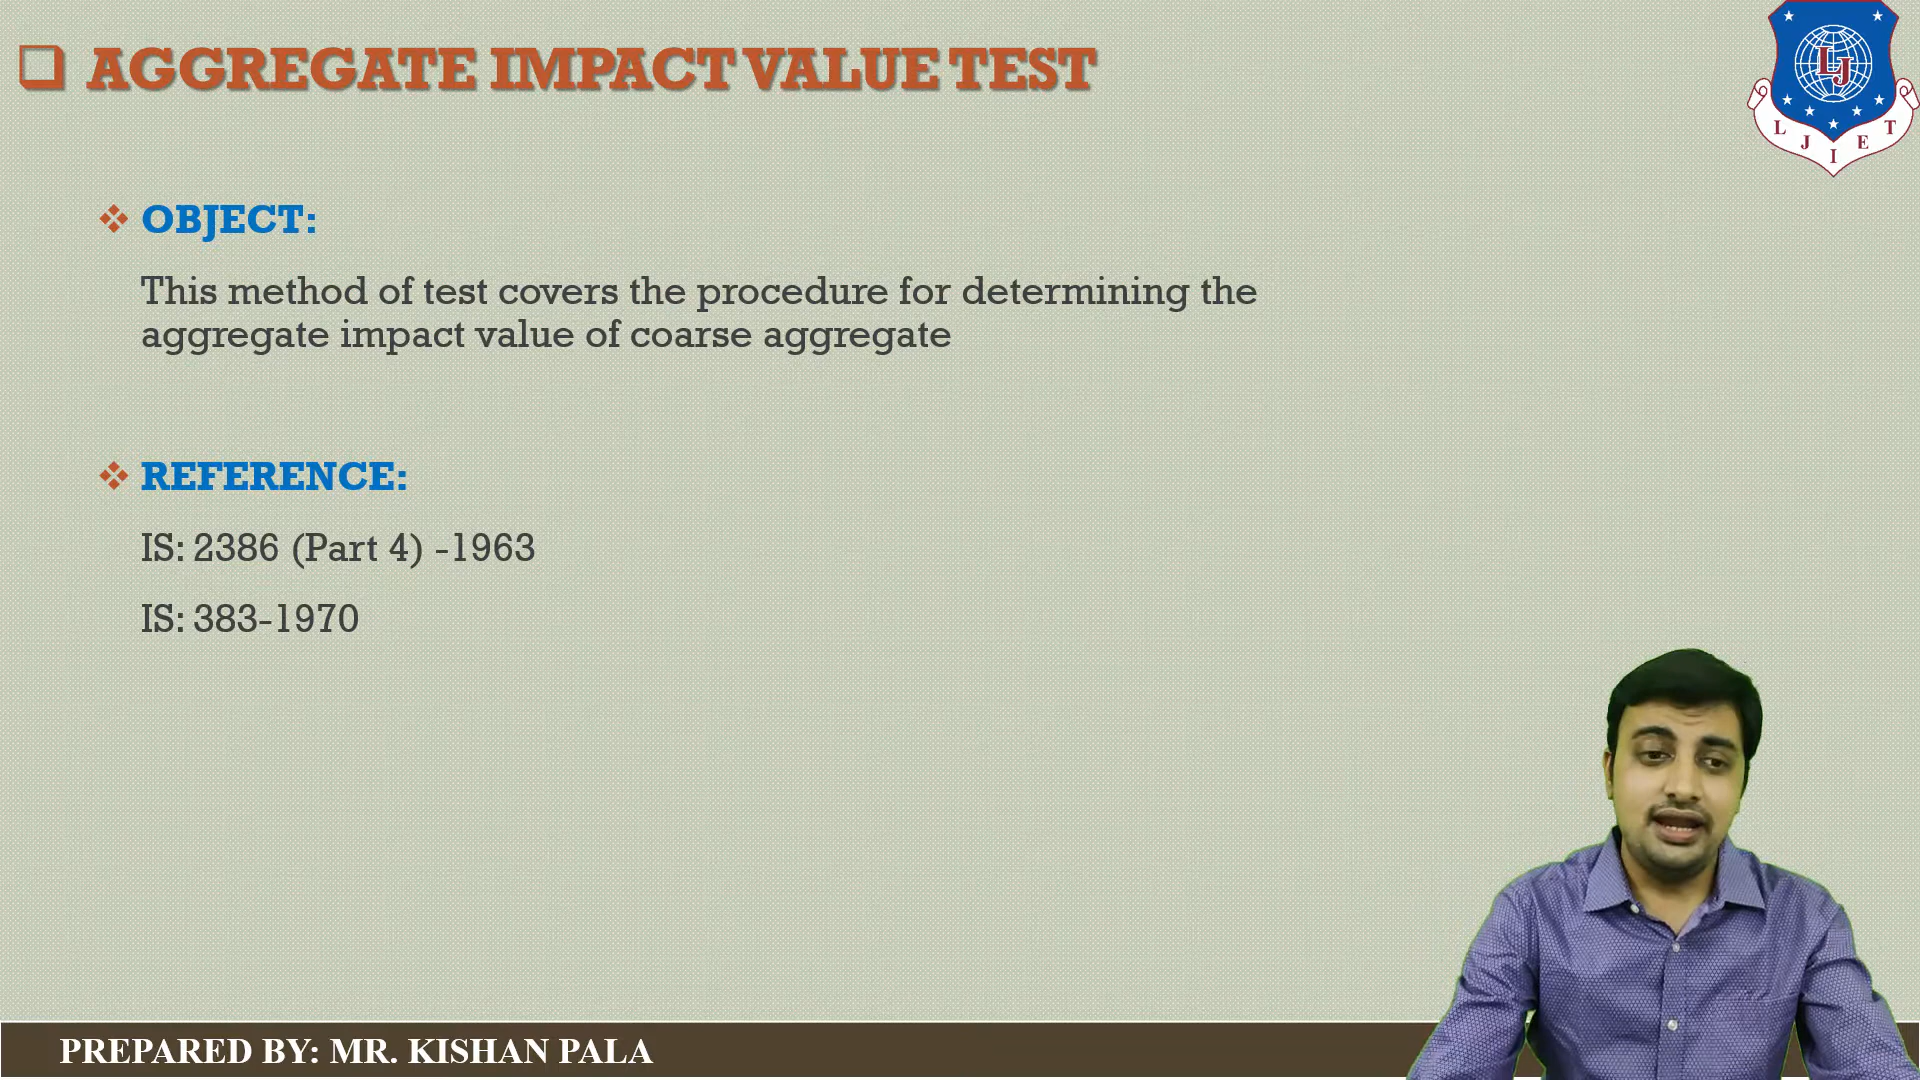 AGGREGATE IMPACT VALUE TEST
LJ
L J I E T
OBJECT:
This method of test covers the procedure for determining the
aggregate impact value of coarse aggregate
REFERENCE:
IS: 2386 (Part 4) -1963
IS: 383-1970
PREPARED BY: MR. KISHAN PALA